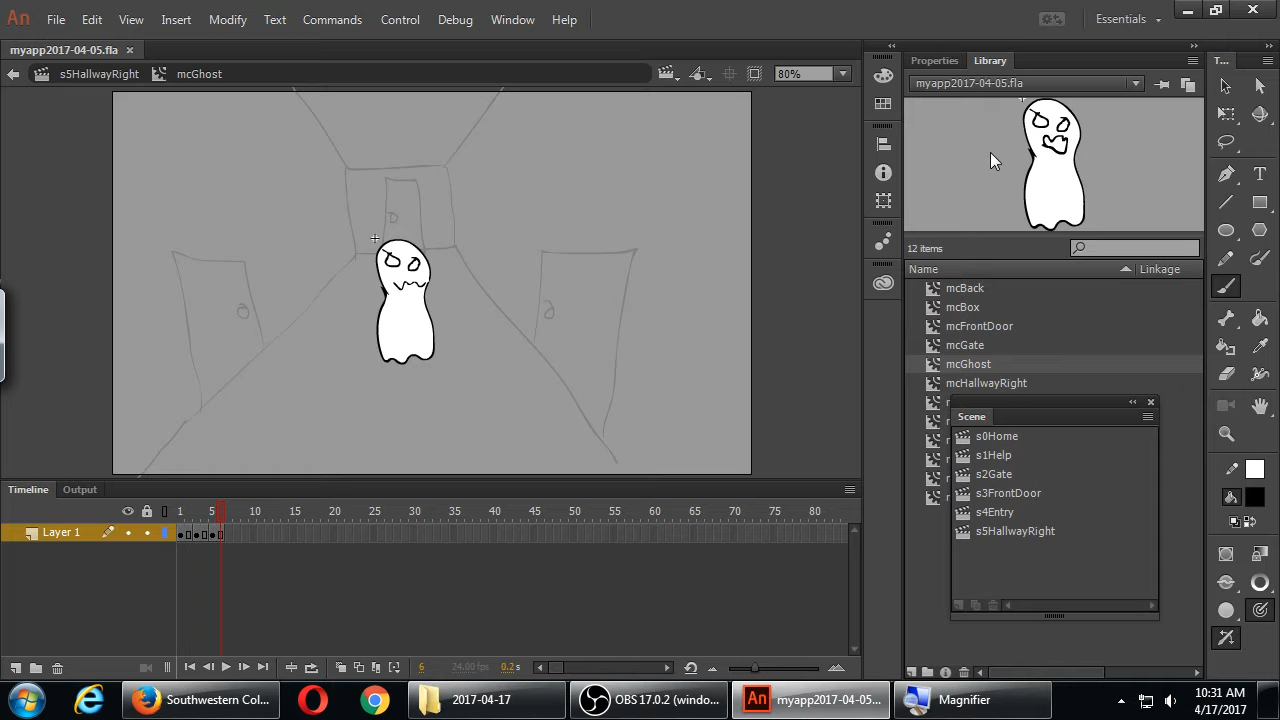 An File Edit View Insert Modify Text Commands Control Debug Window Help Essentials
myapp2017-04-05.fla
s5HallwayRight mcGhost 80%
Properties Library
myapp2017-04-05.fla
12 items
Name Linkage
mcBack
mcBox
mcFrontDoor
mcGate
mcGhost
mcHallwayRight
Scene
s0Home
s1Help
s2Gate
s3FrontDoor
s4Entry
s5HallwayRight
T...
Timeline Output
1 5 10 15 20 25 30 35 40 45 50 55 60 65 70 75 80
Layer 1
6 24.00 fps 0.2 s
Southwestern Col... 2017-04-17 OBS 17.0.2 (windo... An myapp2017-04-05... Magnifier
10:31 AM
4/17/2017